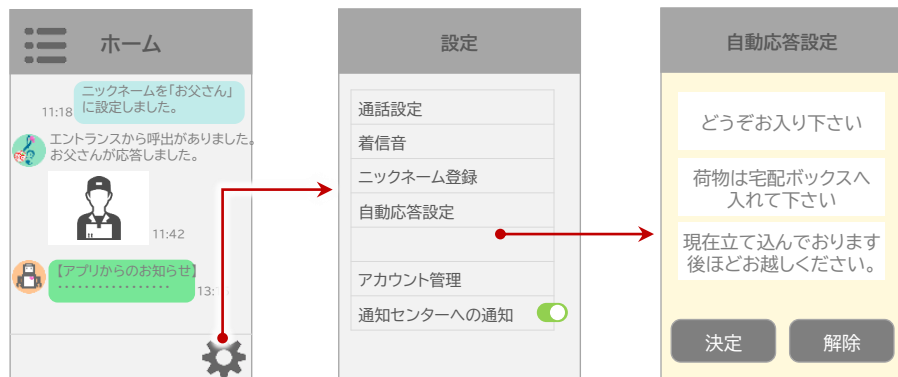 ホーム
ニックネームを「お父さん」
に設定しました。
11:18
エントランスから呼出がありました。
お父さんが応答しました。
11:42
【アプリからのお知らせ】
・・・・・・・・・・・・・・・・・
設定
通話設定
着信音
ニックネーム登録
自動応答設定
アカウント管理
通知センターへの通知
自動応答設定
どうぞお入り下さい
荷物は宅配ボックスへ
入れて下さい
現在立て込んでおります
後ほどお越しください。
決定
解除